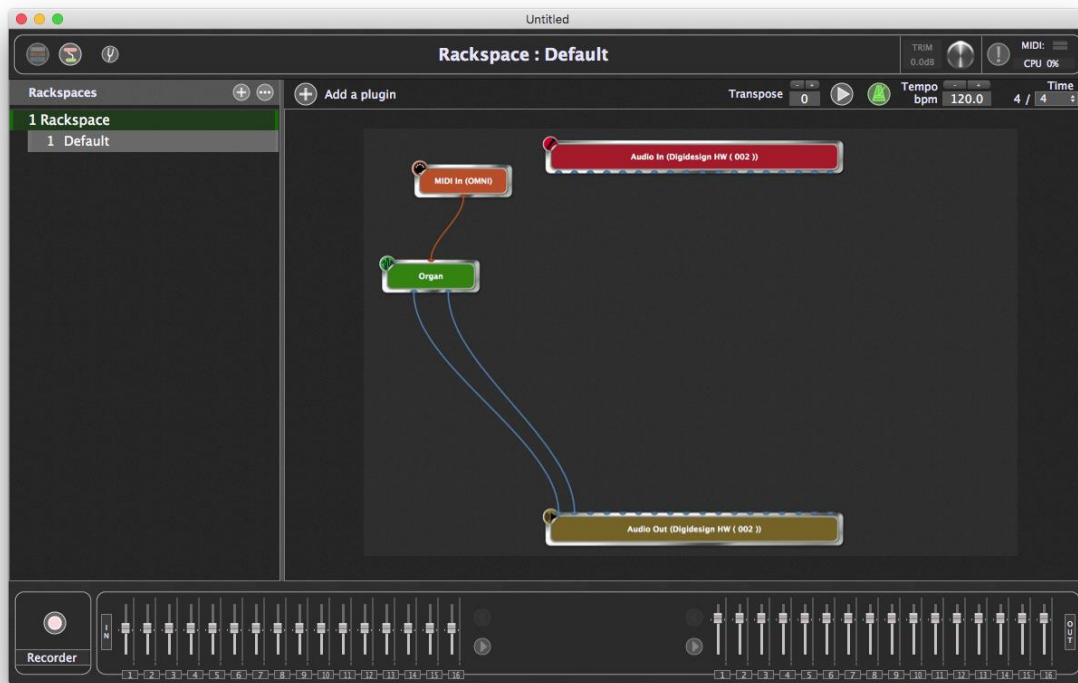 Untitled
Rackspace : Default
TRIM
0.0dB
MIDI:
CPU 0%
Rackspaces
Add a plugin
Transpose
- +
0
Tempo
bpm
- +
120.0
Time
4 / 4
1 Rackspace
1 Default
Audio In (Digidesign HW ( 002 ))
MIDI In (OMNI)
Organ
Audio Out (Digidesign HW ( 002 ))
Recorder
IN
1 2 3 4 5 6 7 8 9 10 11 12 13 14 15 16
1 2 3 4 5 6 7 8 9 10 11 12 13 14 15 16
OUT